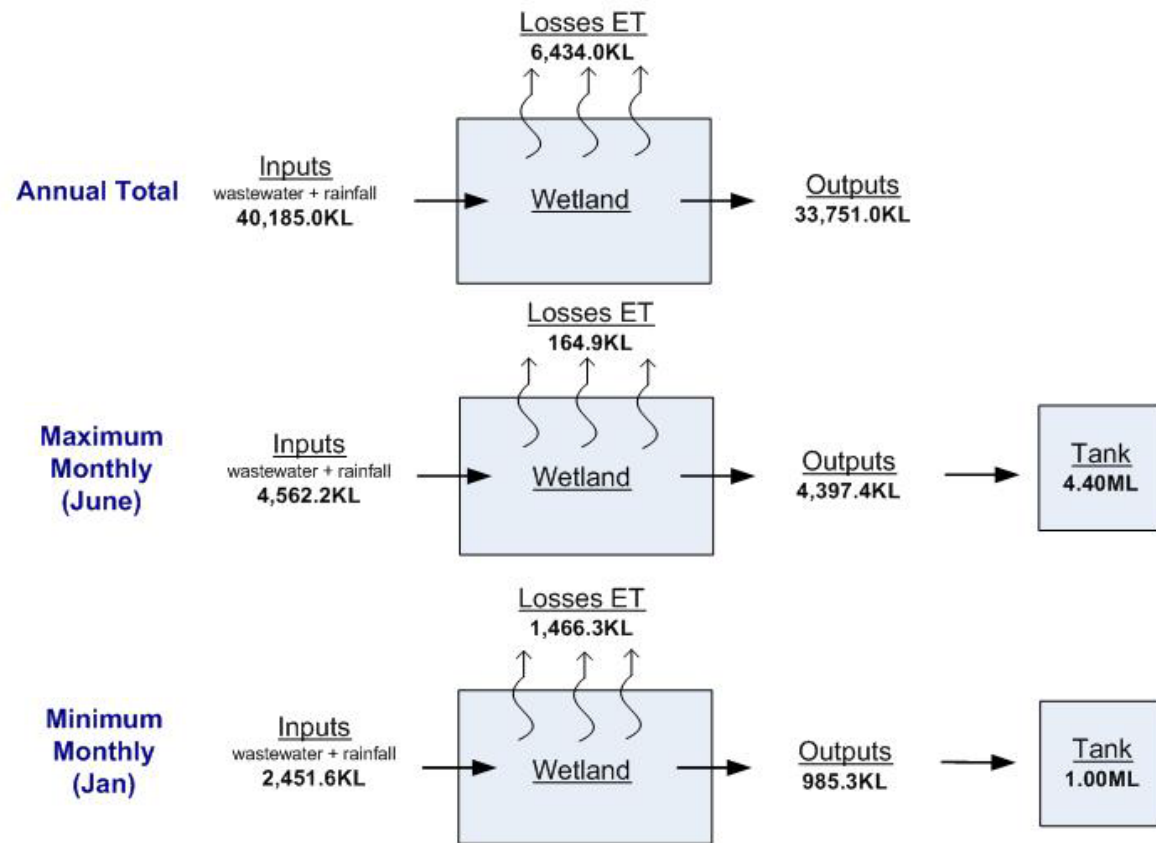 Losses ET
6,434.0KL
Annual Total
Inputs
wastewater + rainfall
40,185.0KL
Wetland
Outputs
33,751.0KL
Losses ET
164.9KL
Maximum
Monthly
(June)
Inputs
wastewater + rainfall
4,562.2KL
Wetland
Outputs
4,397.4KL
Tank
4.40ML
Losses ET
1,466.3KL
Minimum
Monthly
(Jan)
Inputs
wastewater + rainfall
2,451.6KL
Wetland
Outputs
985.3KL
Tank
1.00ML